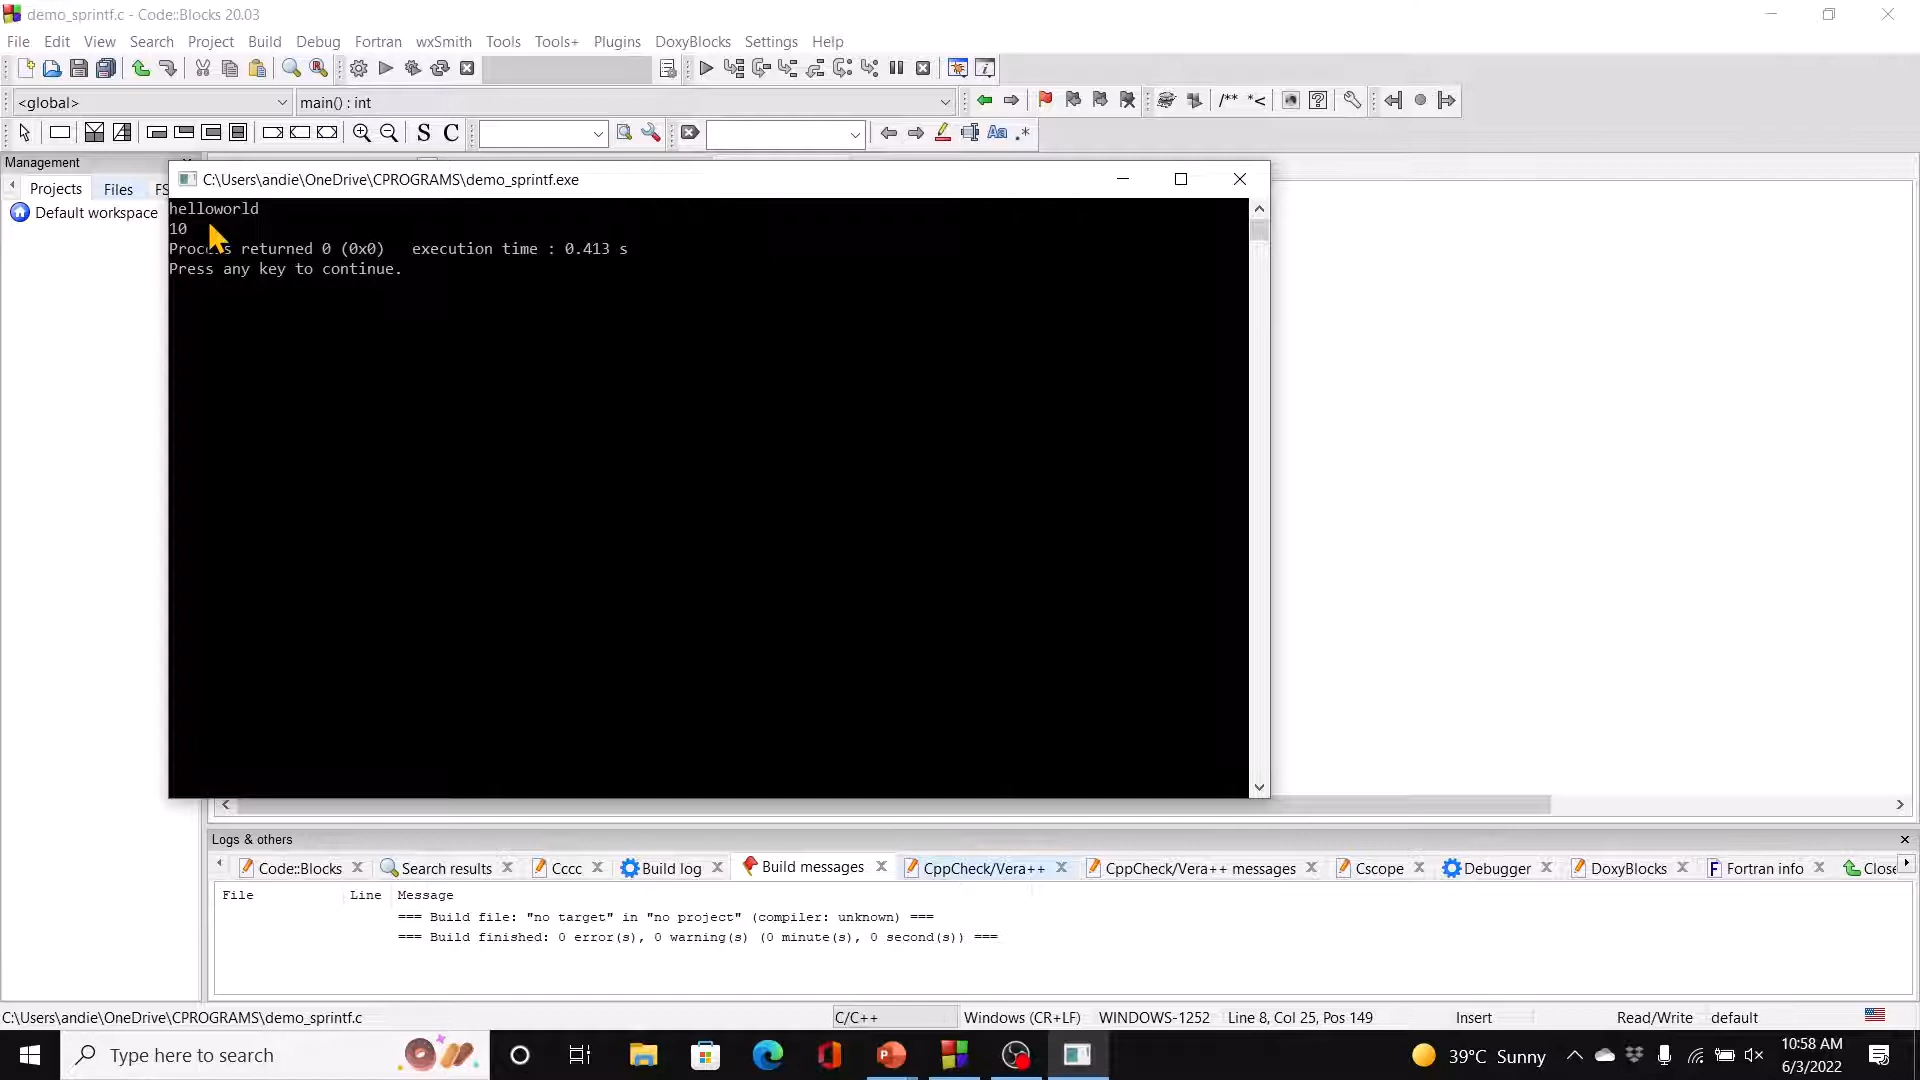 demo_sprintf.c - Code::Blocks 20.03
File Edit View Search Project Build Debug Fortran wxSmith Tools Tools+ Plugins DoxyBlocks Settings Help
<global> main() : int /** *<
S C Aa .*
Management
Projects Files FS
Default workspace
C:\Users\andie\OneDrive\CPROGRAMS\demo_sprintf.exe
helloworld
10
Process returned 0 (0x0) execution time : 0.413 s
Press any key to continue.
Logs & others
Code::Blocks Search results Cccc Build log Build messages CppCheck/Vera++ CppCheck/Vera++ messages Cscope Debugger DoxyBlocks Fortran info Close
File Line Message
=== Build file: "no target" in "no project" (compiler: unknown) ===
=== Build finished: 0 error(s), 0 warning(s) (0 minute(s), 0 second(s)) ===
C:\Users\andie\OneDrive\CPROGRAMS\demo_sprintf.c C/C++ Windows (CR+LF) WINDOWS-1252 Line 8, Col 25, Pos 149 Insert Read/Write default
Type here to search 39°C Sunny 10:58 AM
6/3/2022